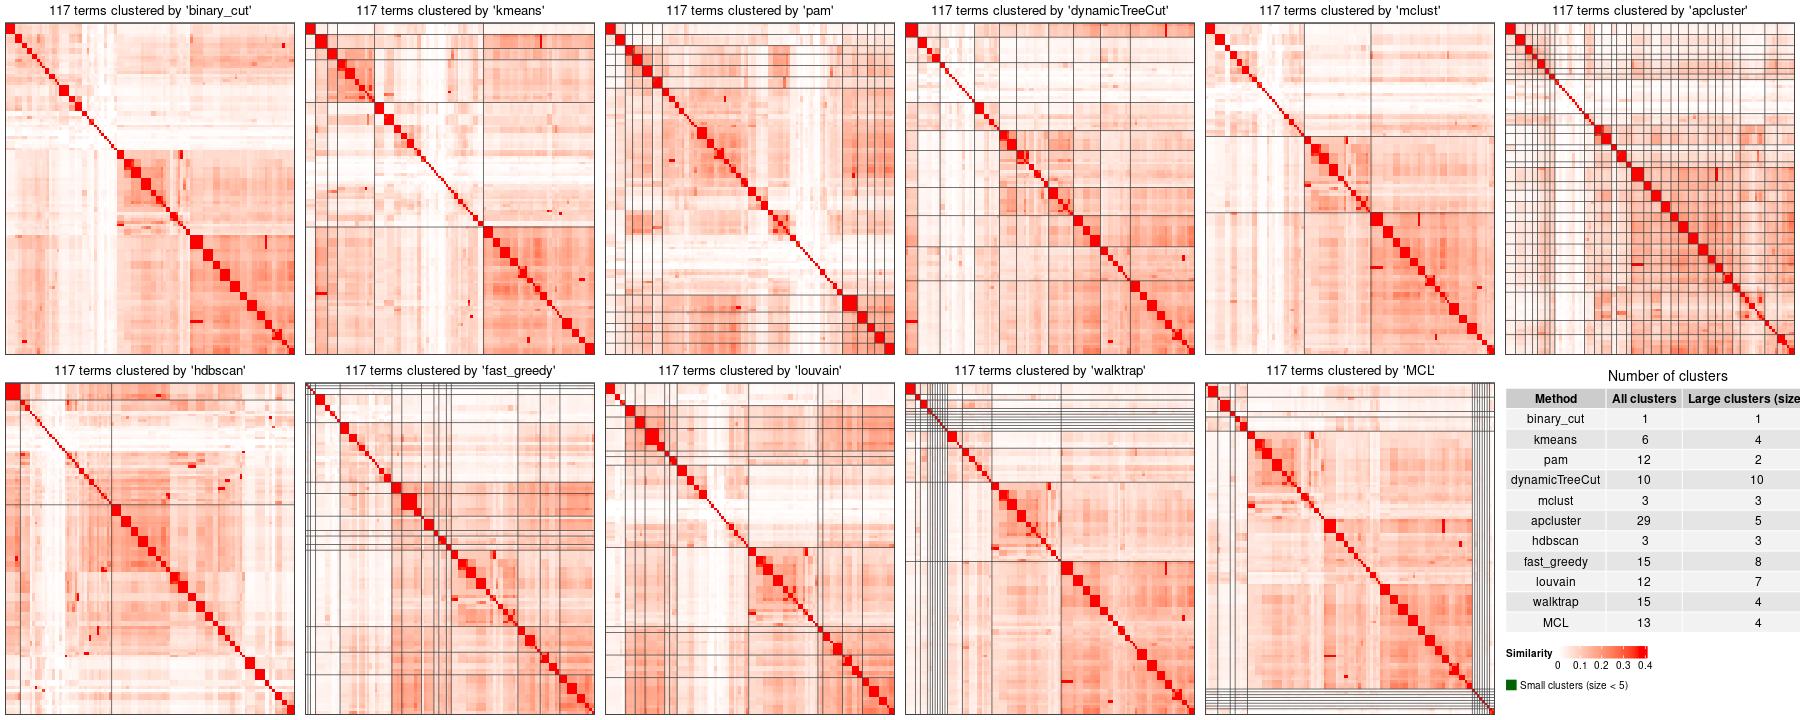 117 terms clustered by 'binary_cut'
117 terms clustered by 'kmeans'
117 terms clustered by 'pam'
117 terms clustered by 'dynamicTreeCut'
117 terms clustered by 'mclust'
117 terms clustered by 'apcluster'
117 terms clustered by 'hdbscan'
117 terms clustered by 'fast_greedy'
117 terms clustered by 'louvain'
117 terms clustered by 'walktrap'
117 terms clustered by 'MCL'
Number of clusters
Method All clusters Large clusters (size
binary_cut 1 1
kmeans 6 4
pam 12 2
dynamicTreeCut 10 10
mclust 3 3
apcluster 29 5
hdbscan 3 3
fast_greedy 15 8
louvain 12 7
walktrap 15 4
MCL 13 4
Similarity
0 0.1 0.2 0.3 0.4
Small clusters (size < 5)